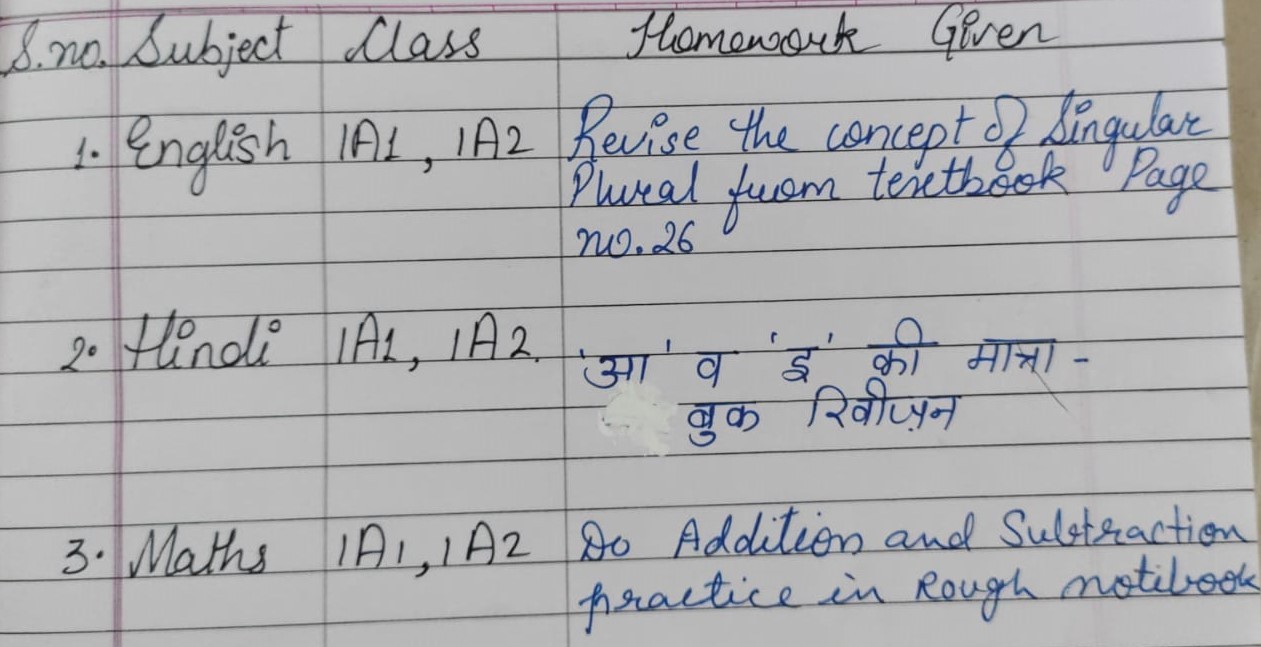 S.no. Subject Class Homework Given
1. English 1A1, 1A2 Revise the concept of Singular
Plural from textbook Page
no. 26
2. Hindi 1A1, 1A2. 'आ' व 'इ' की मात्रा -
बुक रिवीज़न
3. Maths 1A1, 1A2 Do Addition and Subtraction
practice in Rough notebook